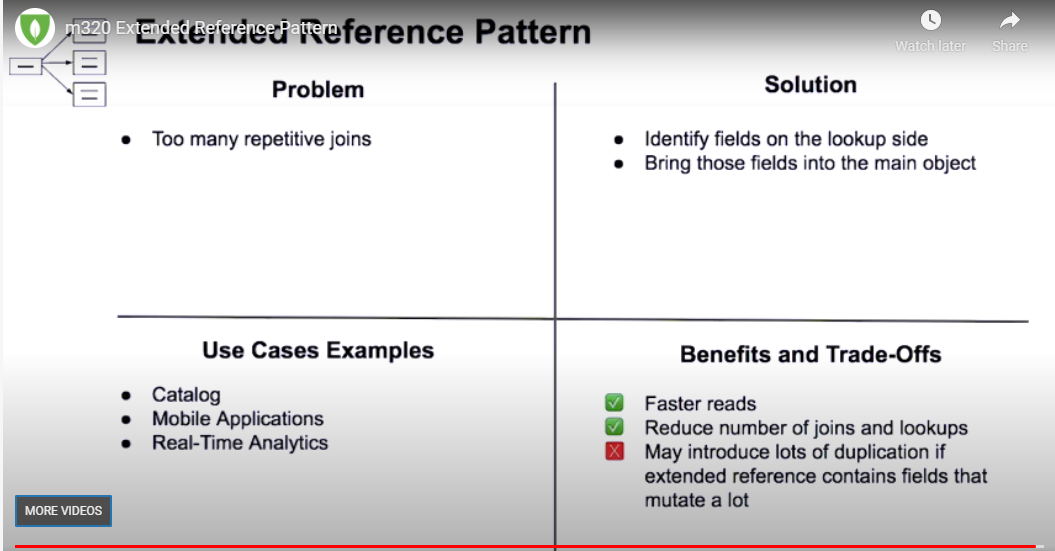 m320 Extended Reference Pattern
Extended Reference Pattern
Watch later
Share
Problem
Too many repetitive joins
Solution
Identify fields on the lookup side
Bring those fields into the main object
Use Cases Examples
Catalog
Mobile Applications
Real-Time Analytics
Benefits and Trade-Offs
Faster reads
Reduce number of joins and lookups
May introduce lots of duplication if
extended reference contains fields that
mutate a lot
MORE VIDEOS